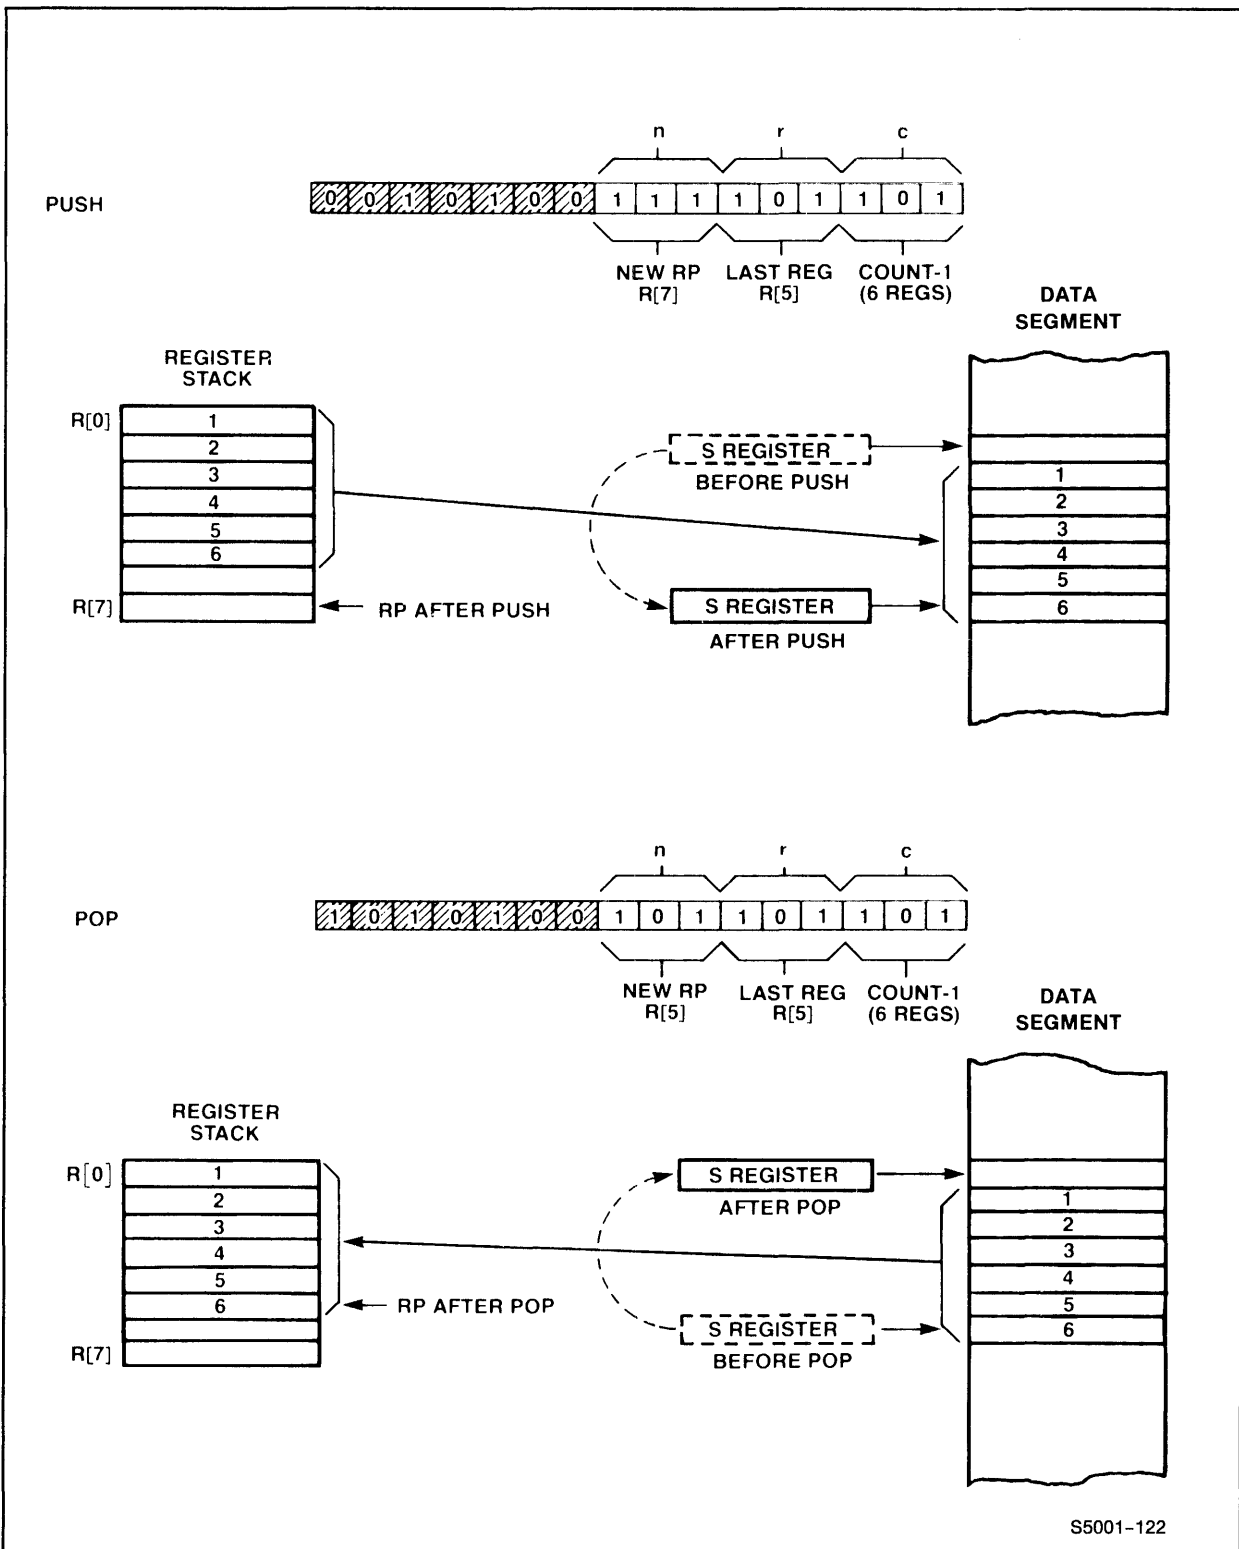 n r c
PUSH 0 0 1 0 1 0 0 1 1 1 1 0 1 1 0 1
NEW RP LAST REG COUNT-1
R[7] R[5] (6 REGS)
DATA
SEGMENT
REGISTER
STACK
R[0] 1
2
3
4
5
6
R[7]
RP AFTER PUSH
S REGISTER
BEFORE PUSH
S REGISTER
AFTER PUSH
1
2
3
4
5
6
n r c
POP 1 0 1 0 1 0 0 1 0 1 1 0 1 1 0 1
NEW RP LAST REG COUNT-1
R[5] R[5] (6 REGS)
DATA
SEGMENT
REGISTER
STACK
R[0] 1
2
3
4
5
6
R[7]
RP AFTER POP
S REGISTER
AFTER POP
S REGISTER
BEFORE POP
1
2
3
4
5
6
S5001-122